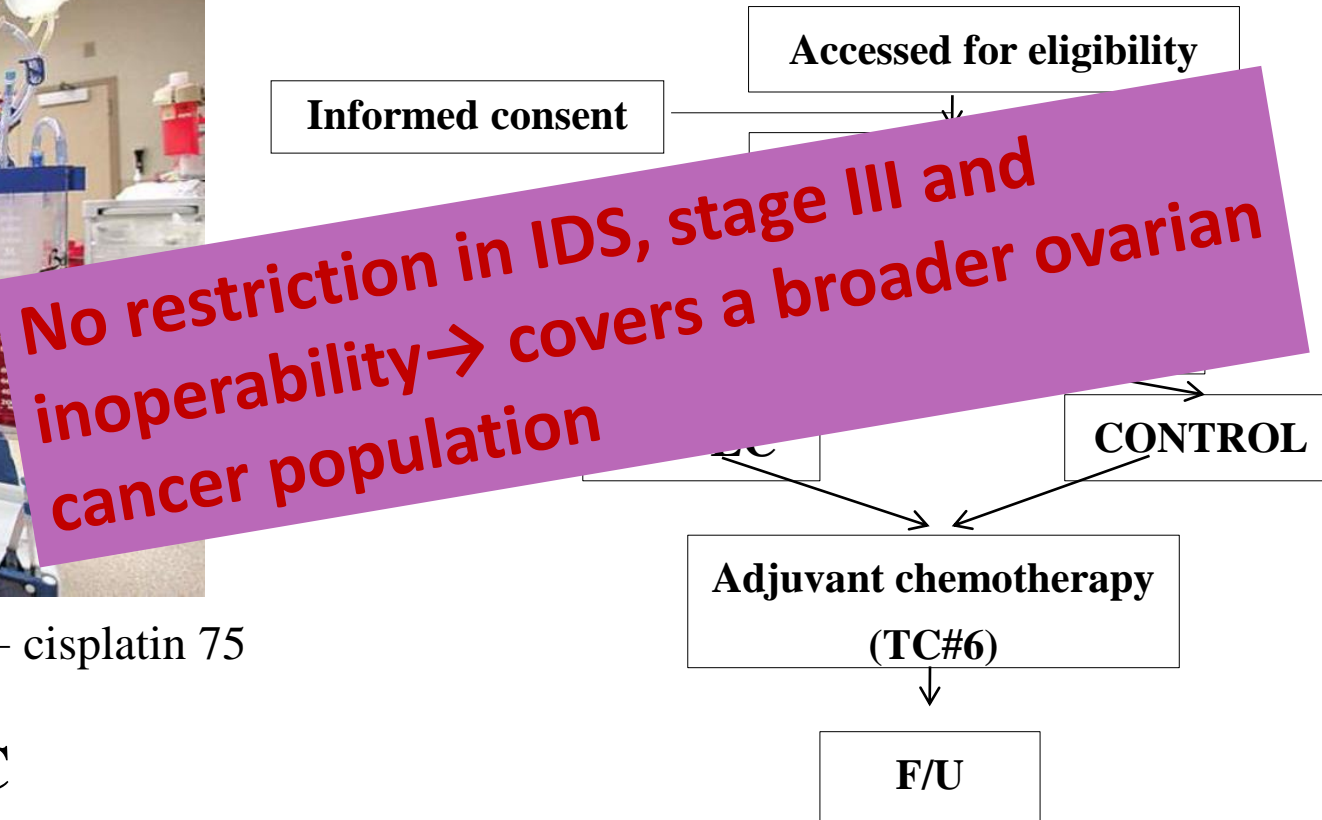 Accessed for eligibility
Informed consent
No restriction in IDS, stage III and
inoperability→ covers a broader ovarian
cancer population
CONTROL
Adjuvant chemotherapy
(TC#6)
cisplatin 75
F/U